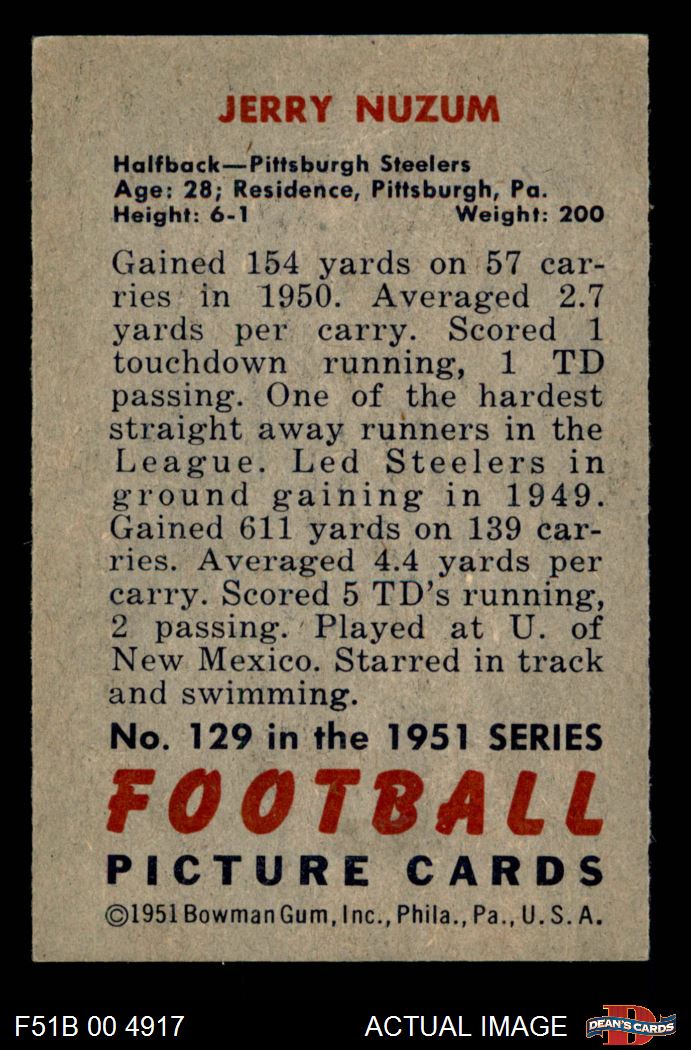 JERRY NUZUM
Halfback—Pittsburgh Steelers
Age: 28; Residence, Pittsburgh, Pa.
Height: 6-1 Weight: 200
Gained 154 yards on 57 car-
ries in 1950. Averaged 2.7
yards per carry. Scored 1
touchdown running, 1 TD
passing. One of the hardest
straight away runners in the
League. Led Steelers in
ground gaining in 1949.
Gained 611 yards on 139 car-
ries. Averaged 4.4 yards per
carry. Scored 5 TD's running,
2 passing. Played at U. of
New Mexico. Starred in track
and swimming.
No. 129 in the 1951 SERIES
FOOTBALL
PICTURE CARDS
©1951 Bowman Gum, Inc., Phila., Pa., U.S.A.
F51B 00 4917 ACTUAL IMAGE D DEAN'S CARDS